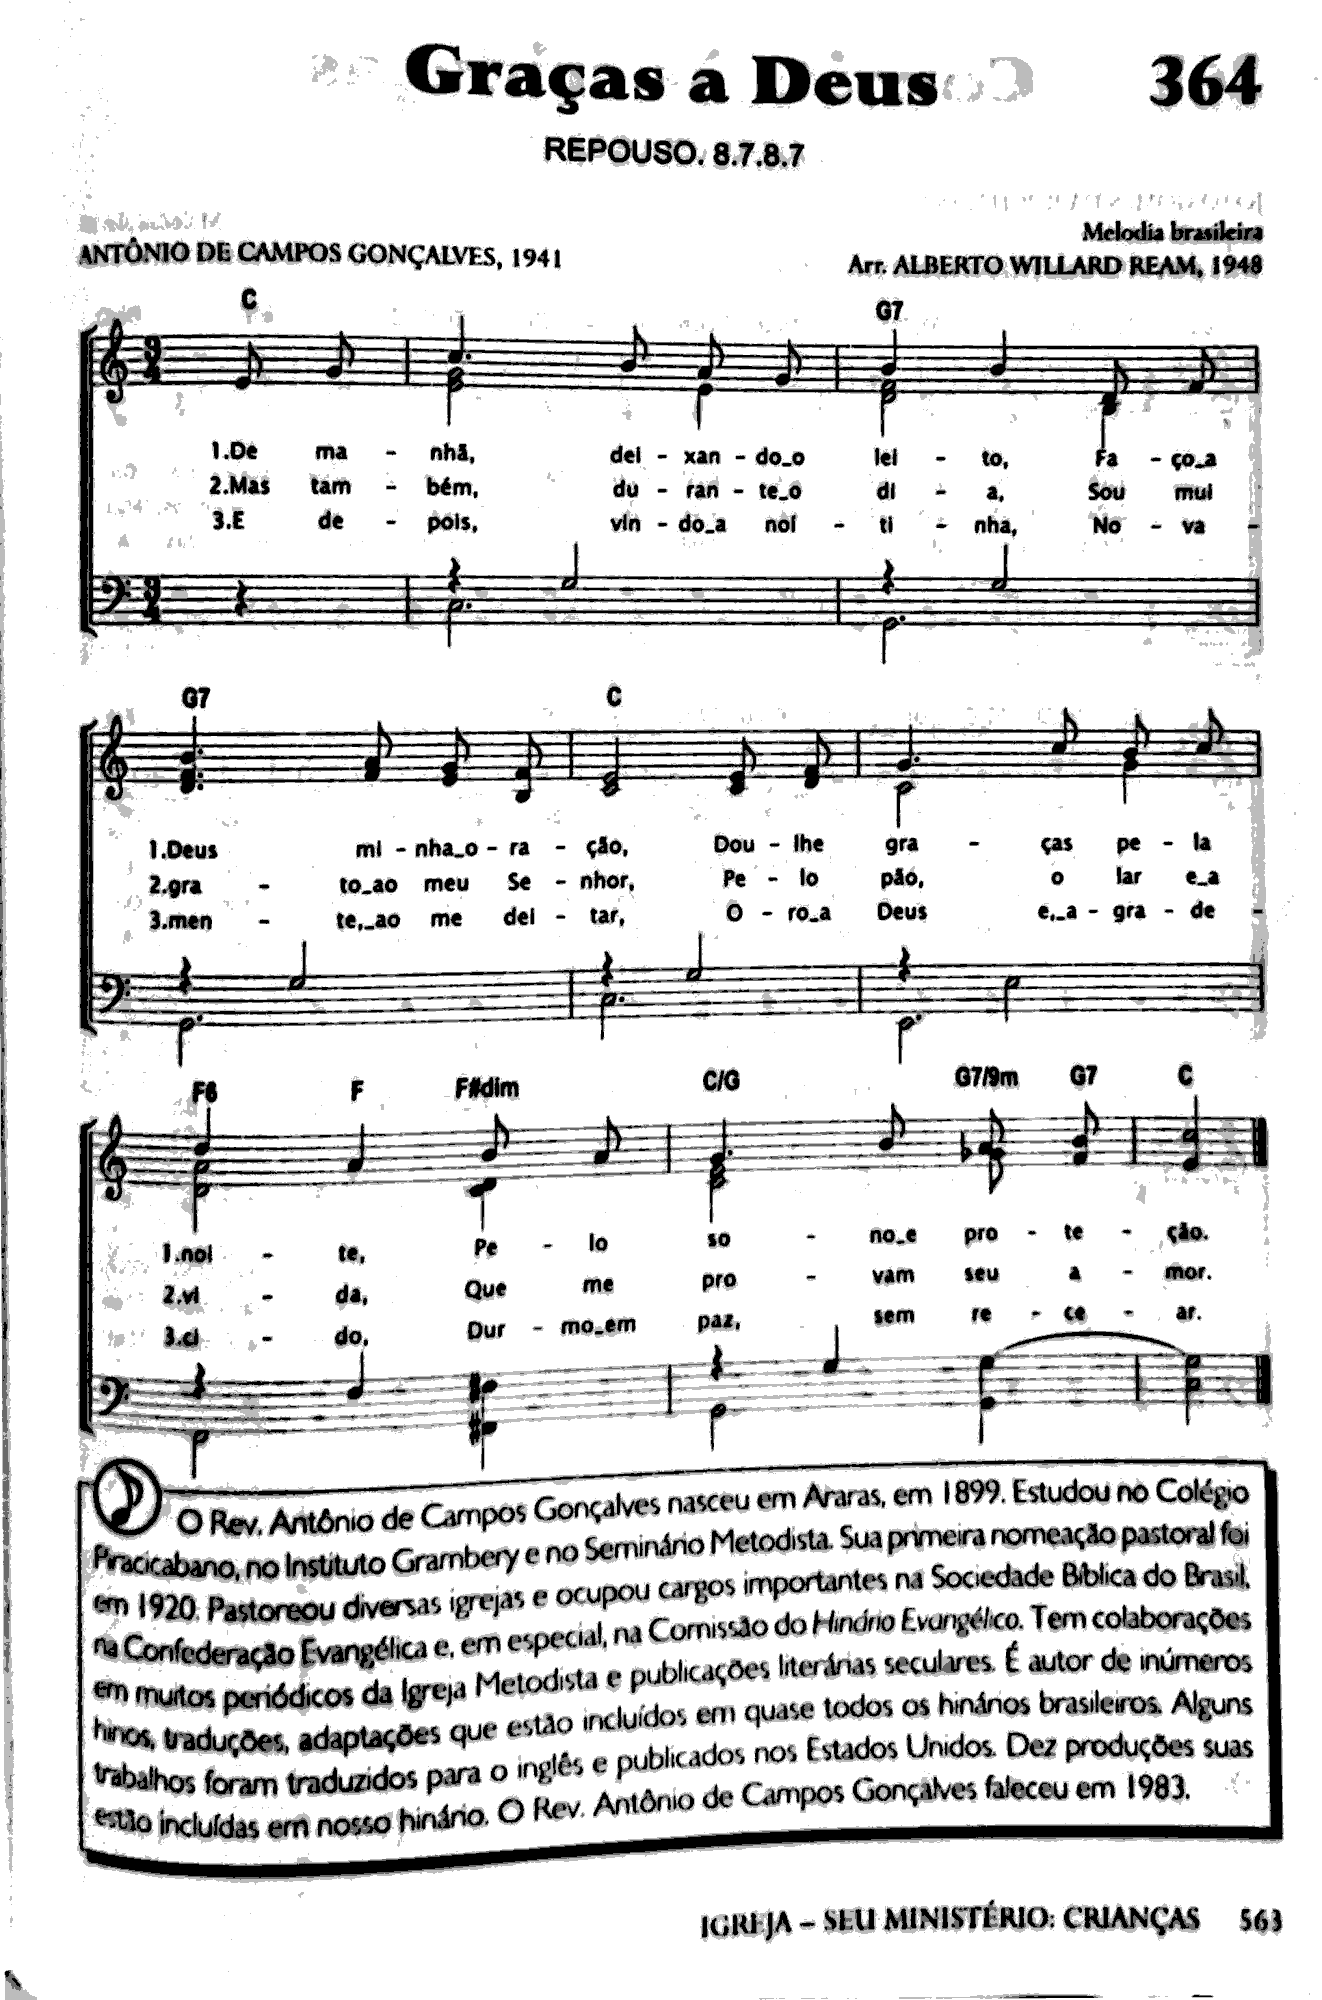 Graças a Deus 364
REPOUSO. 8.7.8.7
Melodia brasileira
ANTÔNIO DE CAMPOS GONÇALVES, 1941
Arr. ALBERTO WILLARD REAM, 1948
C G7
1.De ma - nhã, dei - xan - do_o lei - to, Fa - ço_a
2.Mas tam - bém, du - ran - te_o di - a, Sou mui
3.E de - pois, vin - do_a noi - ti - nha, No - va -
G7 C
1.Deus mi - nha_o - ra - ção, Dou - lhe gra - ças pe - la
2.gra - to_ao meu Se - nhor, Pe - lo pão, o lar e_a
3.men - te,_ao me dei - tar, O - ro_a Deus e,_a - gra - de -
F6 F F#dim C/G G7/9m G7 C
1.noi - te, Pe - lo so - no_e pro - te - ção.
2.vi - da, Que me pro - vam seu a - mor.
3.ci - do, Dur - mo_em paz, sem re - ce - ar.
O Rev. Antônio de Campos Gonçalves nasceu em Araras, em 1899. Estudou no Colégio
Piracicabano, no Instituto Grambery e no Seminário Metodista. Sua primeira nomeação pastoral foi
em 1920. Pastoreou diversas igrejas e ocupou cargos importantes na Sociedade Bíblica do Brasil,
na Confederação Evangélica e, em especial, na Comissão do Hinário Evangélico. Tem colaborações
em muitos periódicos da Igreja Metodista e publicações literárias seculares. É autor de inúmeros
hinos, traduções, adaptações que estão incluídos em quase todos os hinários brasileiros. Alguns
trabalhos foram traduzidos para o inglês e publicados nos Estados Unidos. Dez produções suas
estão incluídas em nosso hinário. O Rev. Antônio de Campos Gonçalves faleceu em 1983.
IGREJA – SEU MINISTÉRIO: CRIANÇAS 563